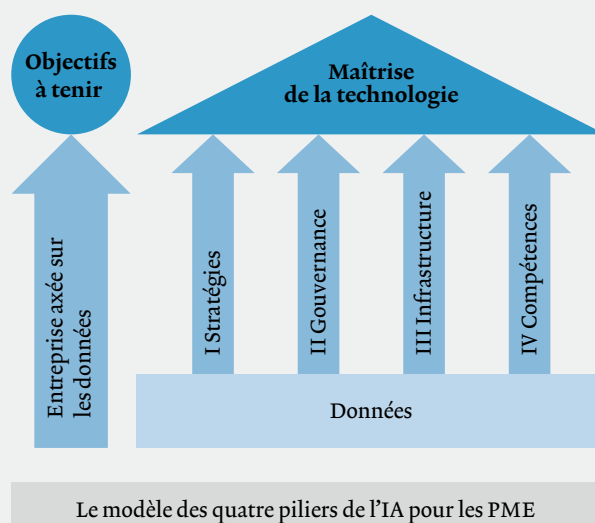 Objectifs
à tenir
Maîtrise
de la technologie
Entreprise axée sur
les données
I Stratégies
II Gouvernance
III Infrastructure
IV Compétences
Données
Le modèle des quatre piliers de l’IA pour les PME